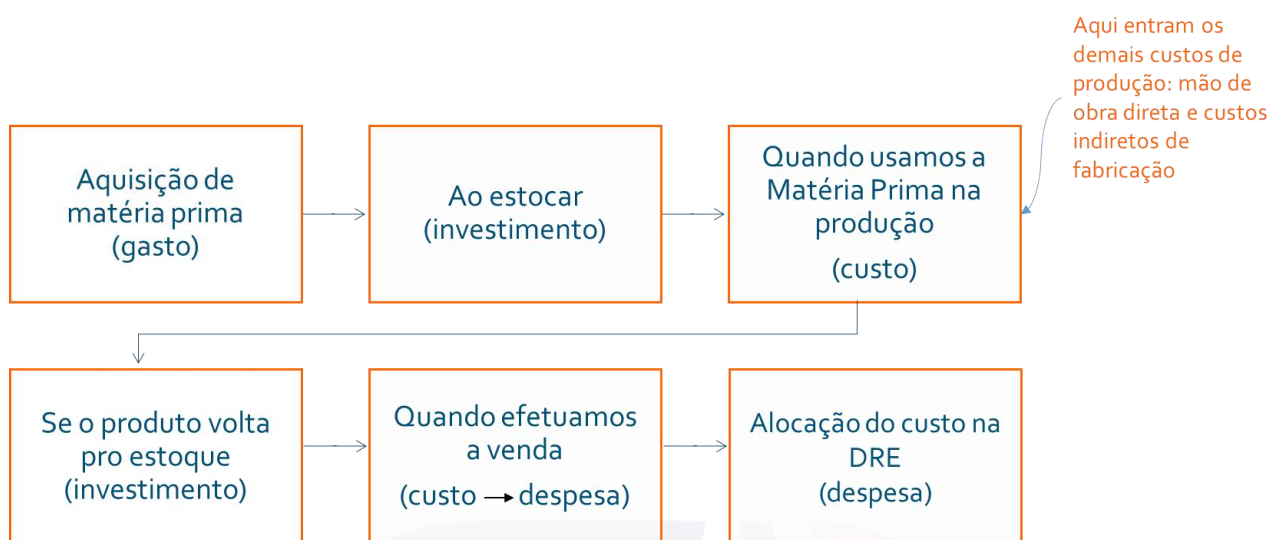 Aqui entram os
demais custos de
produção: mão de
obra direta e custos
indiretos de
fabricação
Aquisição de
matéria prima
(gasto)
Ao estocar
(investimento)
Quando usamos a
Matéria Prima na
produção
(custo)
Se o produto volta
pro estoque
(investimento)
Quando efetuamos
a venda
(custo → despesa)
Alocação do custo na
DRE
(despesa)